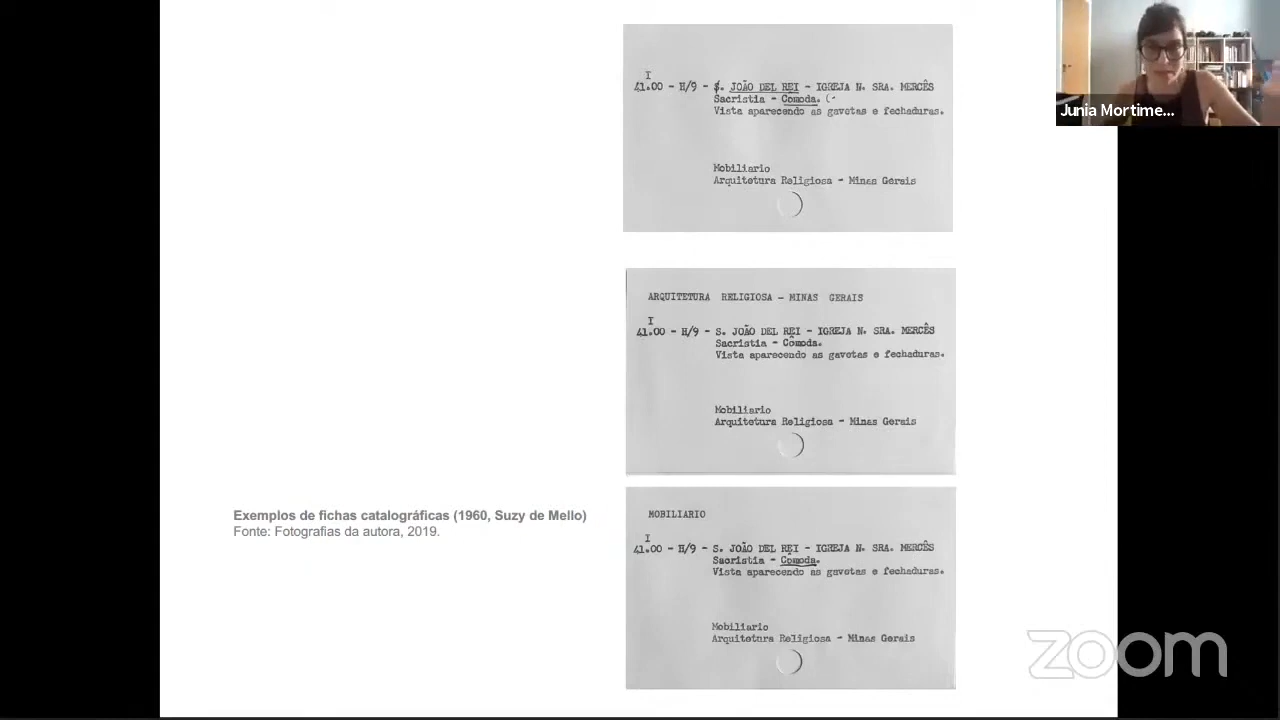 I
41.00 - H/9 - S. JOÃO DEL REI - IGREJA N. SRA. MERCÊS
Sacristia - Cômoda. (-
Vista aparecendo as gavetas e fechaduras.
Mobiliario
Arquitetura Religiosa - Minas Gerais
ARQUITETURA RELIGIOSA - MINAS GERAIS
I
41.00 - H/9 - S. JOÃO DEL REI - IGREJA N. SRA. MERCÊS
Sacristia - Cômoda.
Vista aparecendo as gavetas e fechaduras.
Mobiliario
Arquitetura Religiosa - Minas Gerais
MOBILIARIO
I
41.00 - H/9 - S. JOÃO DEL REI - IGREJA N. SRA. MERCÊS
Sacristia - Cômoda.
Vista aparecendo as gavetas e fechaduras.
Mobiliario
Arquitetura Religiosa - Minas Gerais
Exemplos de fichas catalográficas (1960, Suzy de Mello)
Fonte: Fotografias da autora, 2019.
Junia Mortime...
zoom